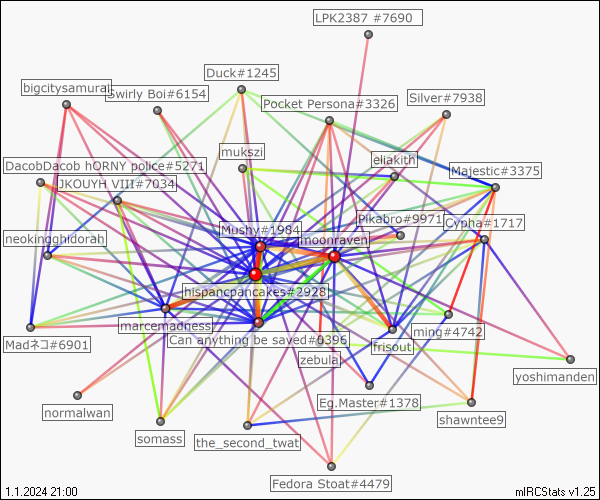 LPK2387 #7690
Duck#1245
bigcitysamurai
Swirly Boi#6154
Pocket Persona#3326
Silver#7938
mukszi
eliakith
DacobDacob hORNY police#5271
Majestic#3375
JKOUYH VIII#7034
Pikabro#9971
Cypha#1717
Mushy#1984
moonraven
neokingghidorah
hispancpancakes#2928
marcemadness
Can anything be saved#0396
ming#4742
Madネコ#6901
frisout
zebula
yoshimanden
Eg.Master#1378
normalwan
shawntee9
somass
the_second_twat
Fedora Stoat#4479
1.1.2024 21:00
mIRCStats v1.25